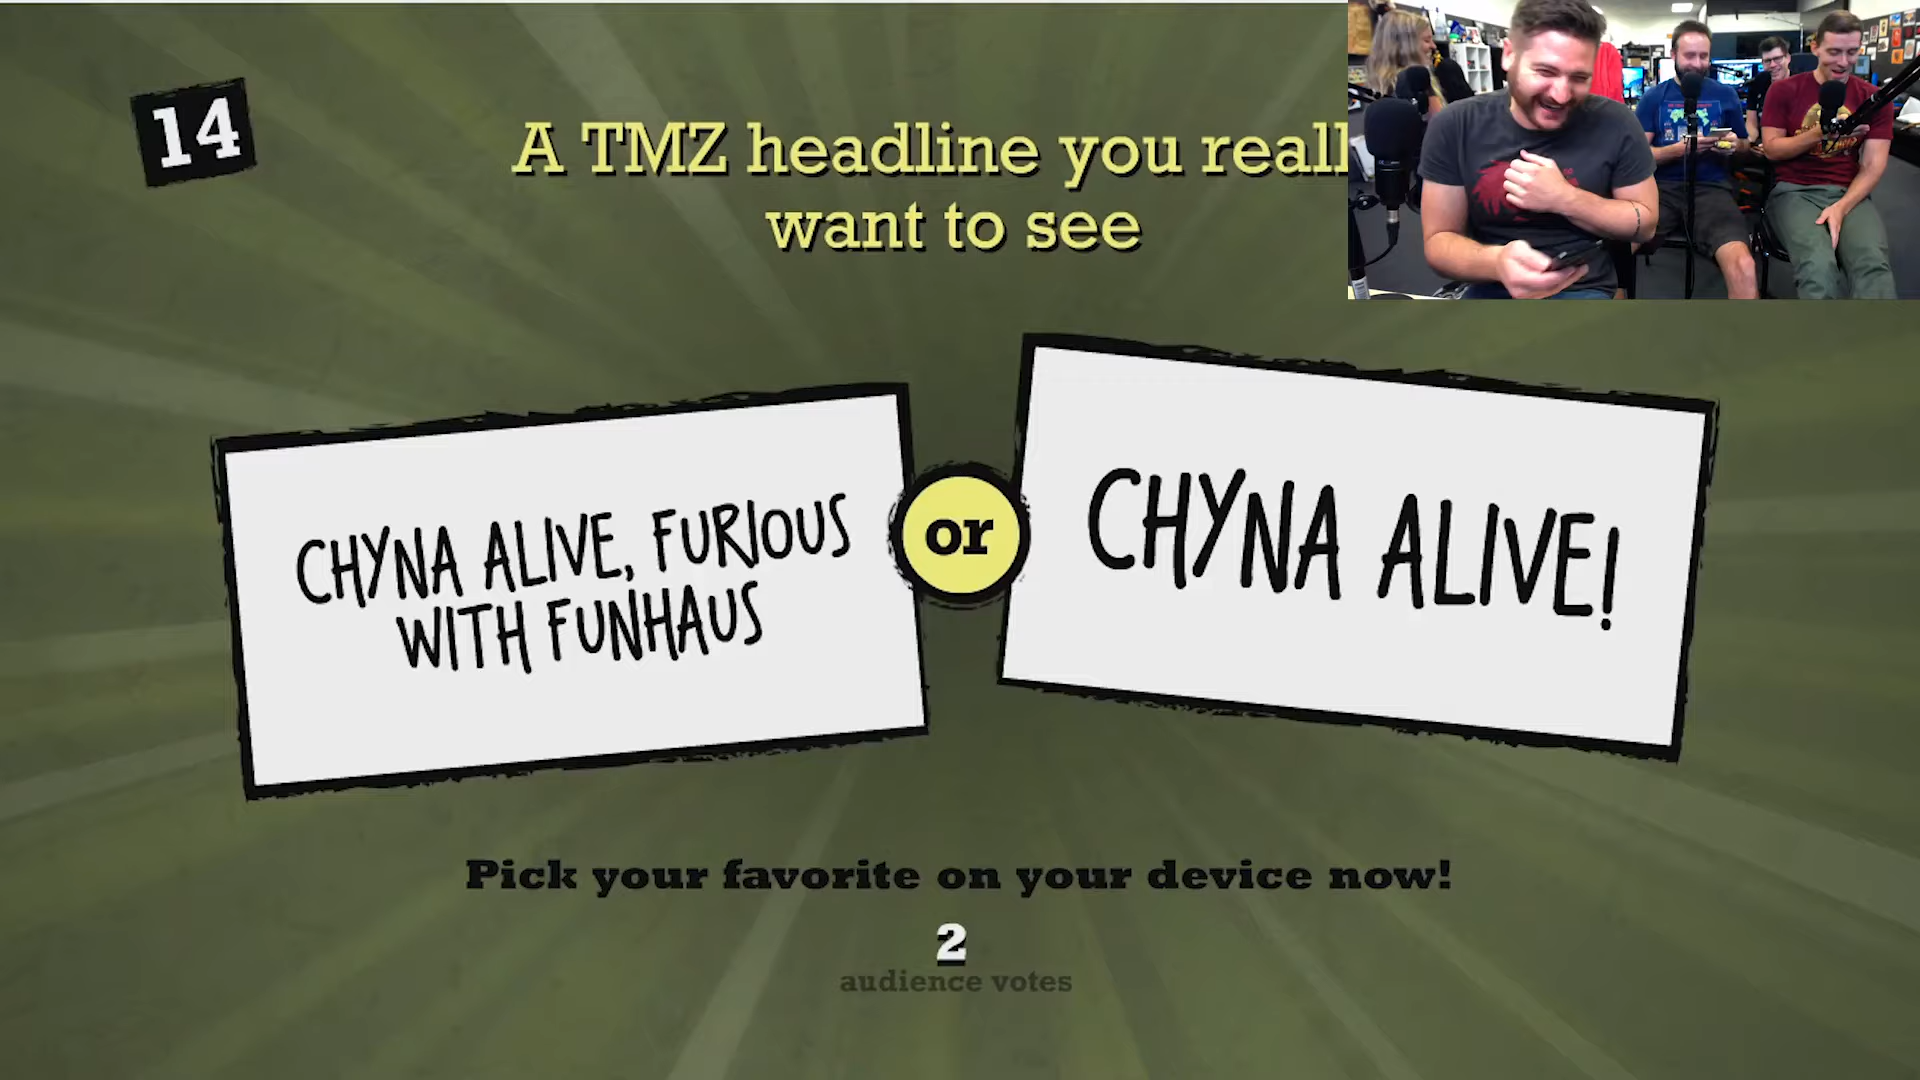 14
A TMZ headline you reall
want to see
CHYNA ALIVE, FURIOUS
WITH FUNHAUS
or
CHYNA ALIVE!
Pick your favorite on your device now!
2
audience votes